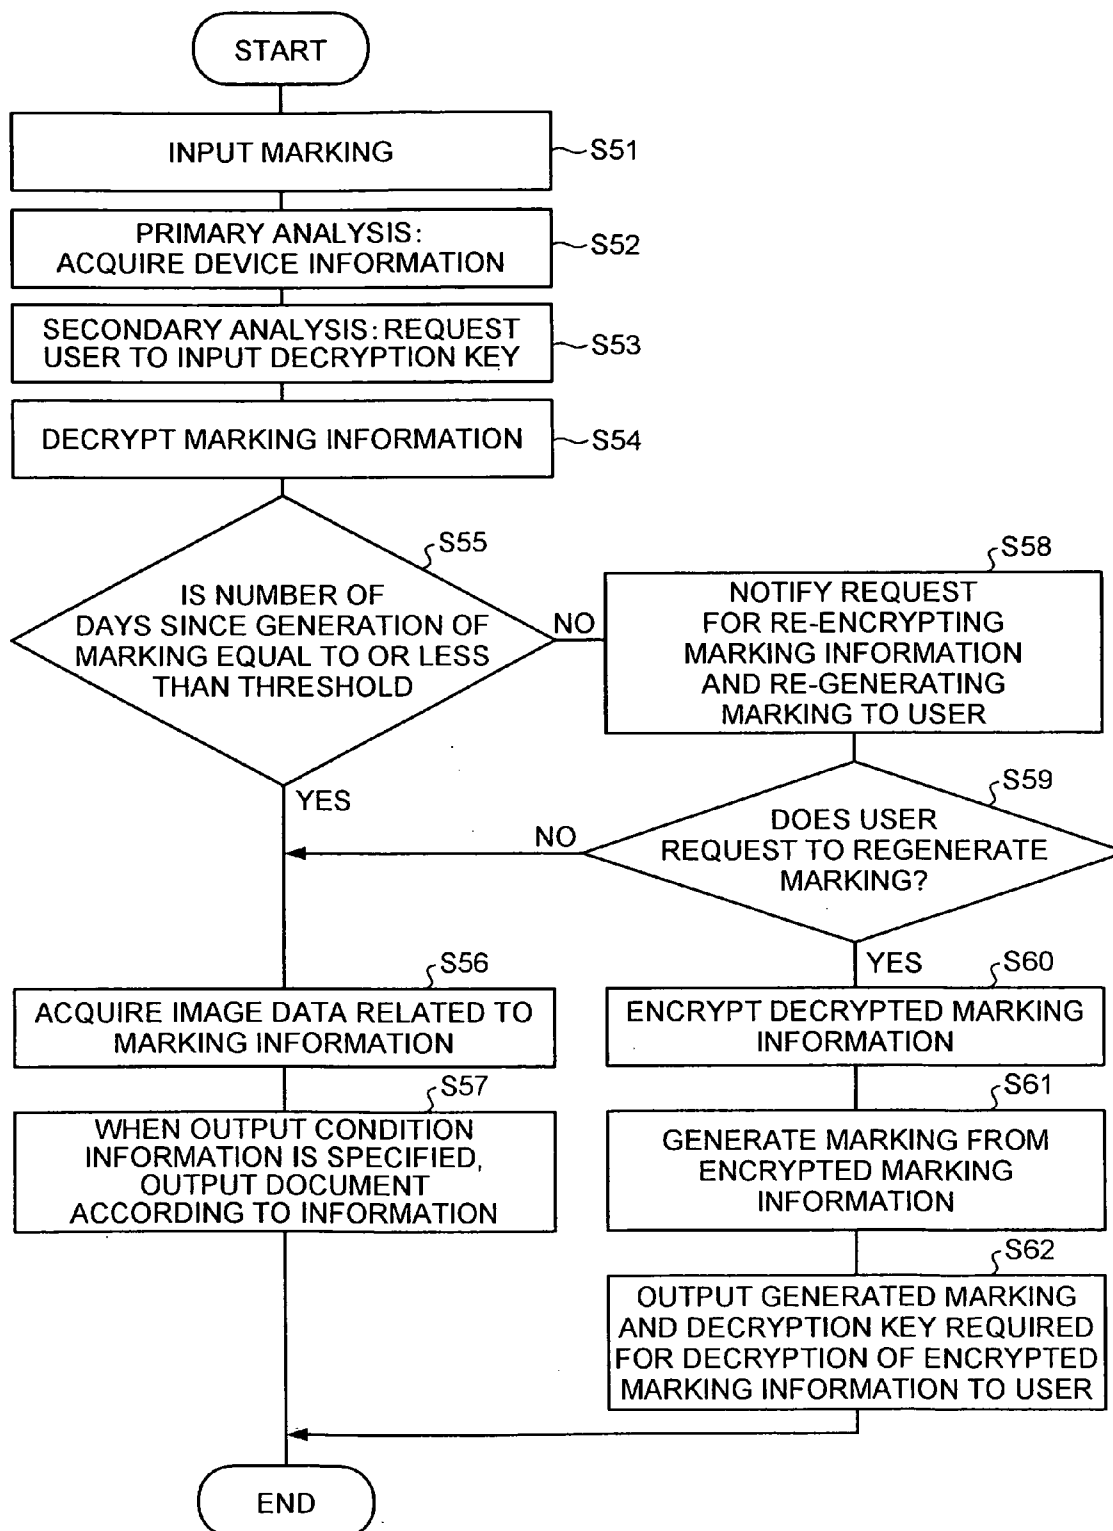 START
INPUT MARKING
S51
PRIMARY ANALYSIS:
ACQUIRE DEVICE INFORMATION
S52
SECONDARY ANALYSIS: REQUEST
USER TO INPUT DECRYPTION KEY
S53
DECRYPT MARKING INFORMATION
S54
S55
IS NUMBER OF
DAYS SINCE GENERATION OF
MARKING EQUAL TO OR LESS
THAN THRESHOLD
NO
YES
S58
NOTIFY REQUEST
FOR RE-ENCRYPTING
MARKING INFORMATION
AND RE-GENERATING
MARKING TO USER
S59
DOES USER
REQUEST TO REGENERATE
MARKING?
NO
YES
S56
ACQUIRE IMAGE DATA RELATED TO
MARKING INFORMATION
S57
WHEN OUTPUT CONDITION
INFORMATION IS SPECIFIED,
OUTPUT DOCUMENT
ACCORDING TO INFORMATION
S60
ENCRYPT DECRYPTED MARKING
INFORMATION
S61
GENERATE MARKING FROM
ENCRYPTED MARKING
INFORMATION
S62
OUTPUT GENERATED MARKING
AND DECRYPTION KEY REQUIRED
FOR DECRYPTION OF ENCRYPTED
MARKING INFORMATION TO USER
END